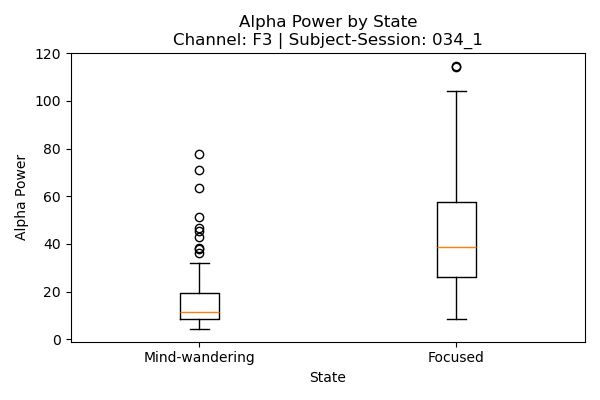 Alpha Power by State
Channel: F3 | Subject-Session: 034_1
120
100
80
60
40
20
0
Alpha Power
Mind-wandering
Focused
State